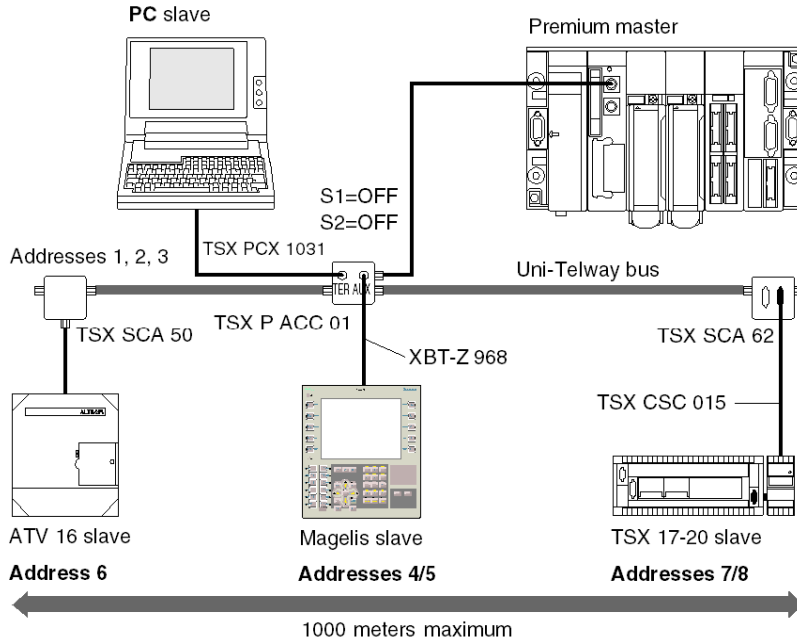 PC slave
Premium master
S1=OFF
S2=OFF
TSX PCX 1031
Addresses 1, 2, 3
Uni-Telway bus
TER AUX
TSX P ACC 01
TSX SCA 50
TSX SCA 62
XBT-Z 968
TSX CSC 015
ATV 16 slave
Magelis slave
TSX 17-20 slave
Address 6
Addresses 4/5
Addresses 7/8
1000 meters maximum